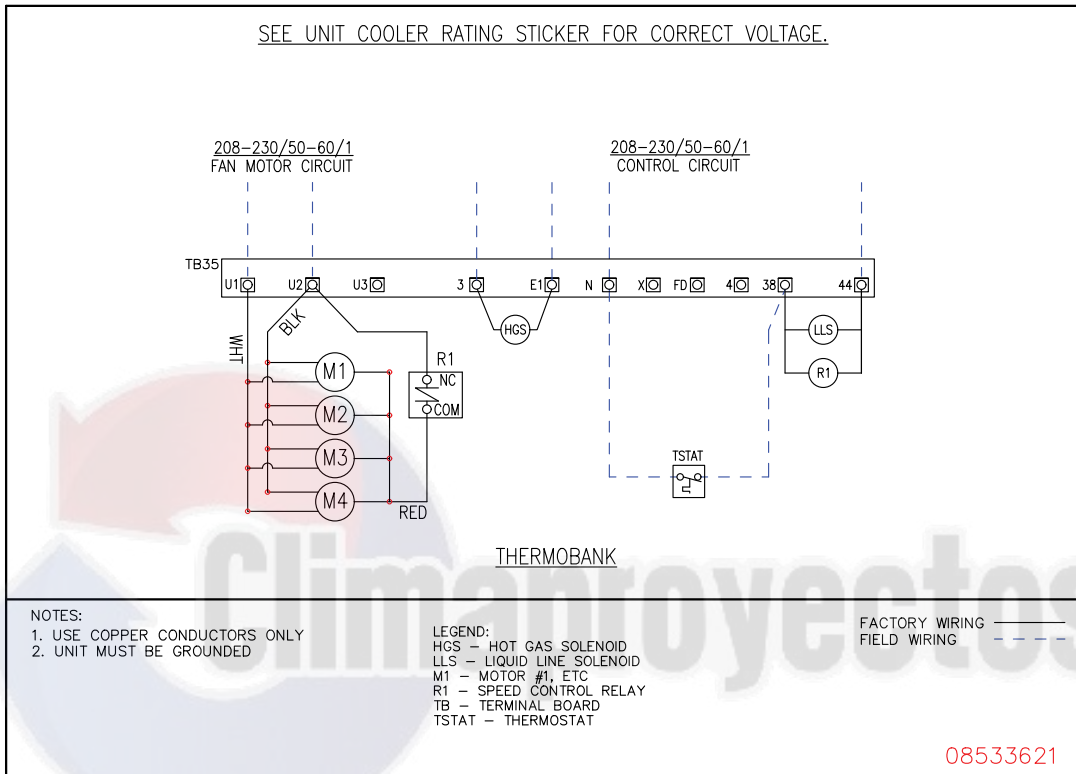 SEE UNIT COOLER RATING STICKER FOR CORRECT VOLTAGE.
208-230/50-60/1
FAN MOTOR CIRCUIT
208-230/50-60/1
CONTROL CIRCUIT
TB35
U1 U2 U3 3 E1 N X FD 4 38 44
WHT
BLK
HGS
LLS
R1
R1
NC
COM
M1
M2
M3
M4
RED
TSTAT
THERMOBANK
Climaproyectos
NOTES:
1. USE COPPER CONDUCTORS ONLY
2. UNIT MUST BE GROUNDED
LEGEND:
HGS - HOT GAS SOLENOID
LLS - LIQUID LINE SOLENOID
M1 - MOTOR #1, ETC
R1 - SPEED CONTROL RELAY
TB - TERMINAL BOARD
TSTAT - THERMOSTAT
FACTORY WIRING
FIELD WIRING
08533621